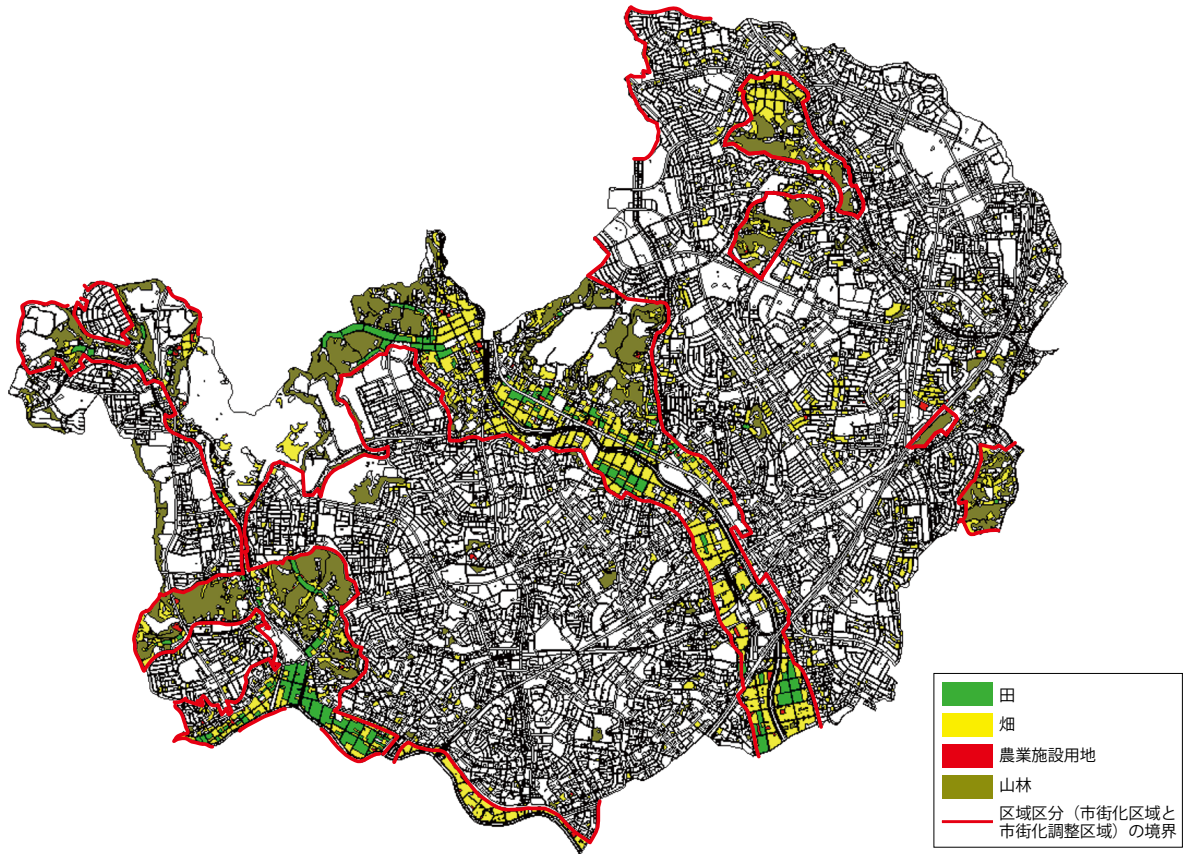 田
畑
農業施設用地
山林
区域区分（市街化区域と
市街化調整区域）の境界